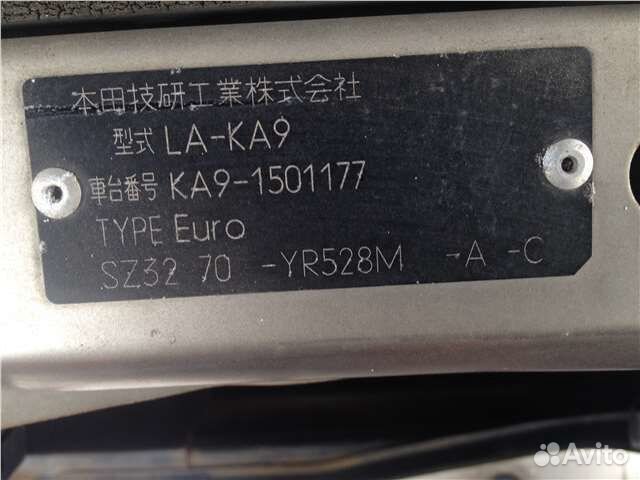 本田技研工業株式会社
型式 LA-KA9
車台番号 KA9-1501177
TYPE Euro
SZ32 70 -YR528M -A -C
Avito